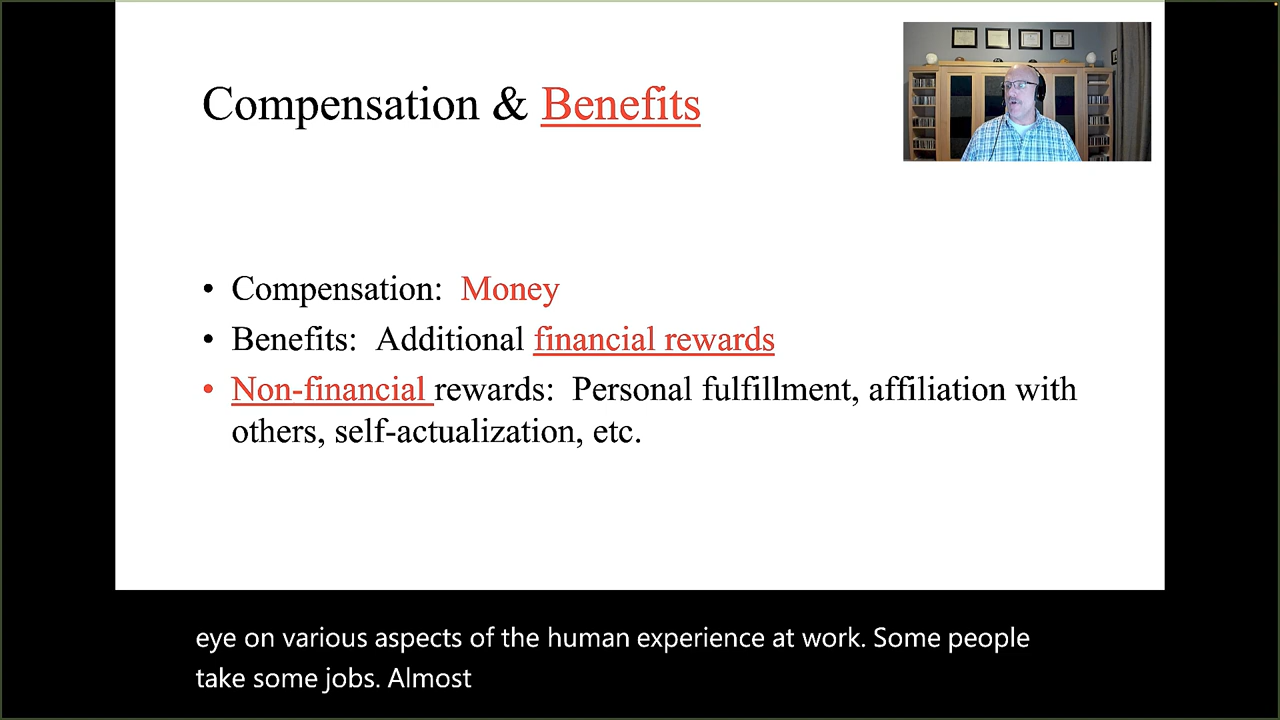 Compensation & Benefits
• Compensation: Money
• Benefits: Additional financial rewards
• Non-financial rewards: Personal fulfillment, affiliation with
others, self-actualization, etc.
eye on various aspects of the human experience at work. Some people
take some jobs. Almost